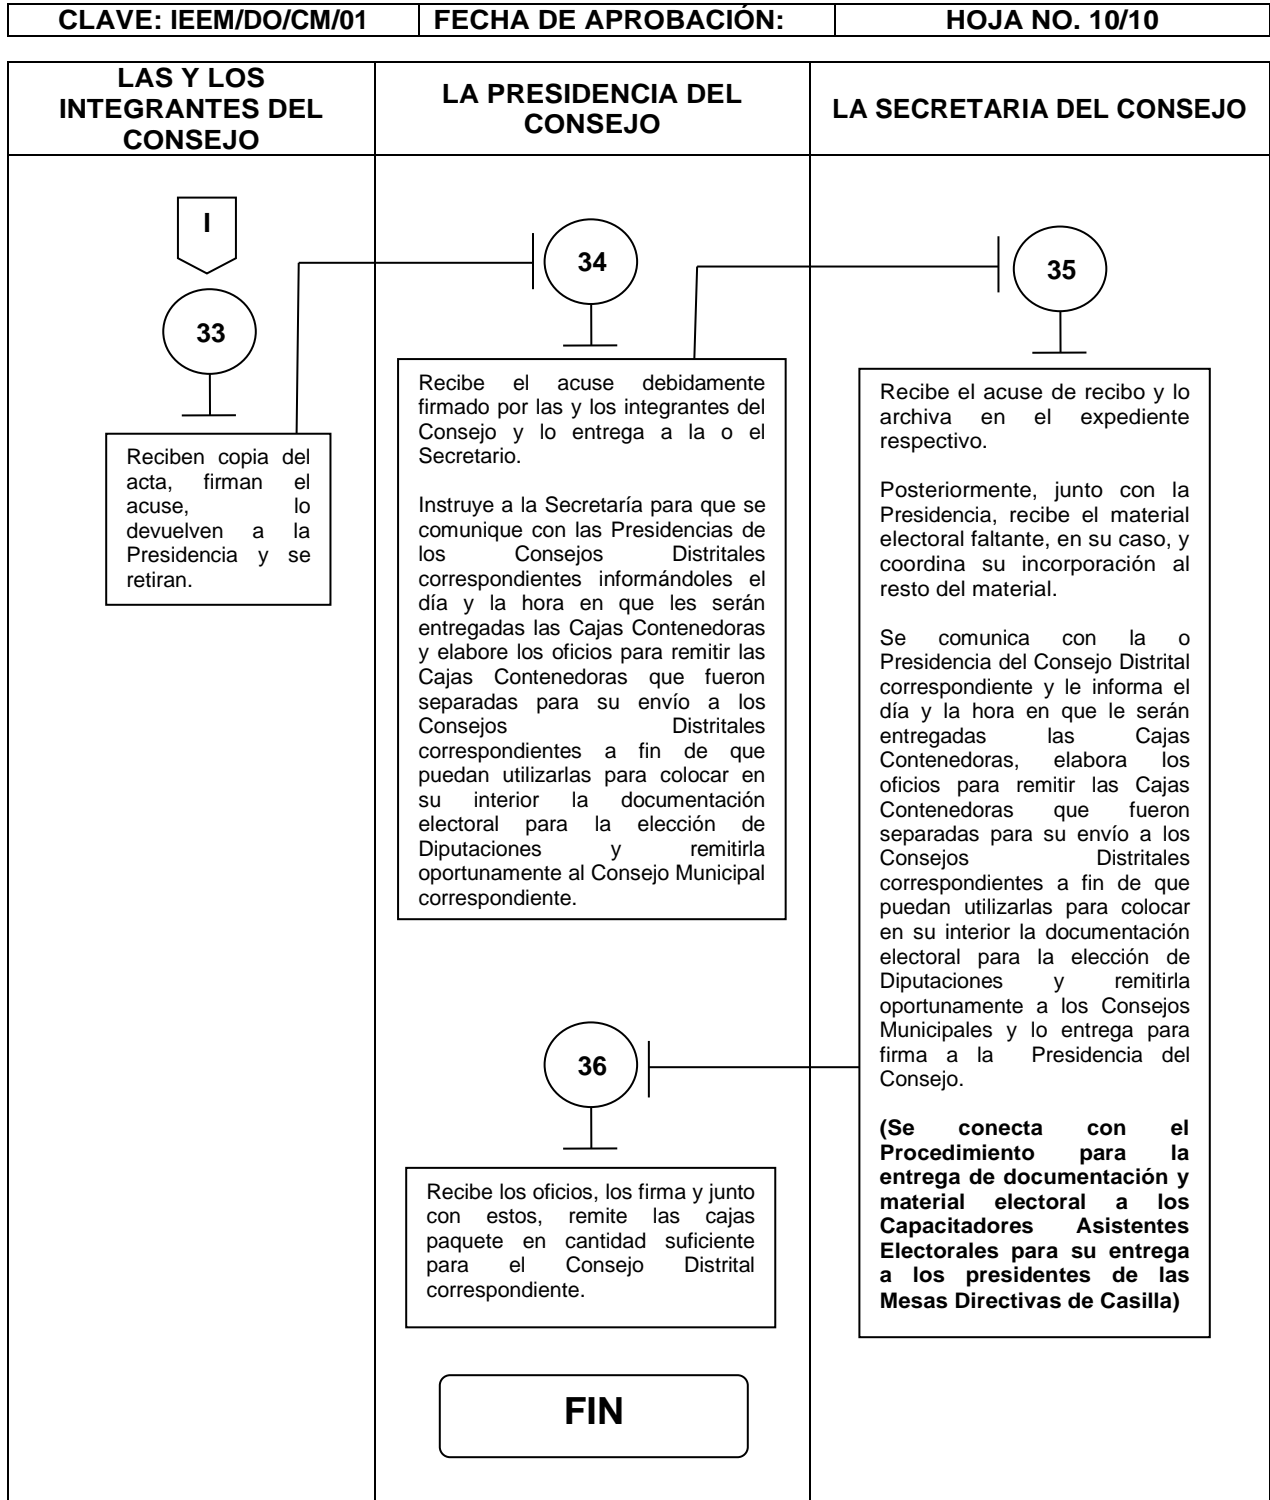 CLAVE: IEEM/DO/CM/01 FECHA DE APROBACIÓN: HOJA NO. 10/10
LAS Y LOS
INTEGRANTES DEL
CONSEJO
LA PRESIDENCIA DEL
CONSEJO
LA SECRETARIA DEL CONSEJO
I
33
Reciben copia del
acta, firman el
acuse, lo
devuelven a la
Presidencia y se
retiran.
34
Recibe el acuse debidamente
firmado por las y los integrantes del
Consejo y lo entrega a la o el
Secretario.
Instruye a la Secretaría para que se
comunique con las Presidencias de
los Consejos Distritales
correspondientes informándoles el
día y la hora en que les serán
entregadas las Cajas Contenedoras
y elabore los oficios para remitir las
Cajas Contenedoras que fueron
separadas para su envío a los
Consejos Distritales
correspondientes a fin de que
puedan utilizarlas para colocar en
su interior la documentación
electoral para la elección de
Diputaciones y remitirla
oportunamente al Consejo Municipal
correspondiente.
35
Recibe el acuse de recibo y lo
archiva en el expediente
respectivo.
Posteriormente, junto con la
Presidencia, recibe el material
electoral faltante, en su caso, y
coordina su incorporación al
resto del material.
Se comunica con la o
Presidencia del Consejo Distrital
correspondiente y le informa el
día y la hora en que le serán
entregadas las Cajas
Contenedoras, elabora los
oficios para remitir las Cajas
Contenedoras que fueron
separadas para su envío a los
Consejos Distritales
correspondientes a fin de que
puedan utilizarlas para colocar
en su interior la documentación
electoral para la elección de
Diputaciones y remitirla
oportunamente a los Consejos
Municipales y lo entrega para
firma a la Presidencia del
Consejo.
(Se conecta con el
Procedimiento para la
entrega de documentación y
material electoral a los
Capacitadores Asistentes
Electorales para su entrega
a los presidentes de las
Mesas Directivas de Casilla)
36
Recibe los oficios, los firma y junto
con estos, remite las cajas
paquete en cantidad suficiente
para el Consejo Distrital
correspondiente.
FIN